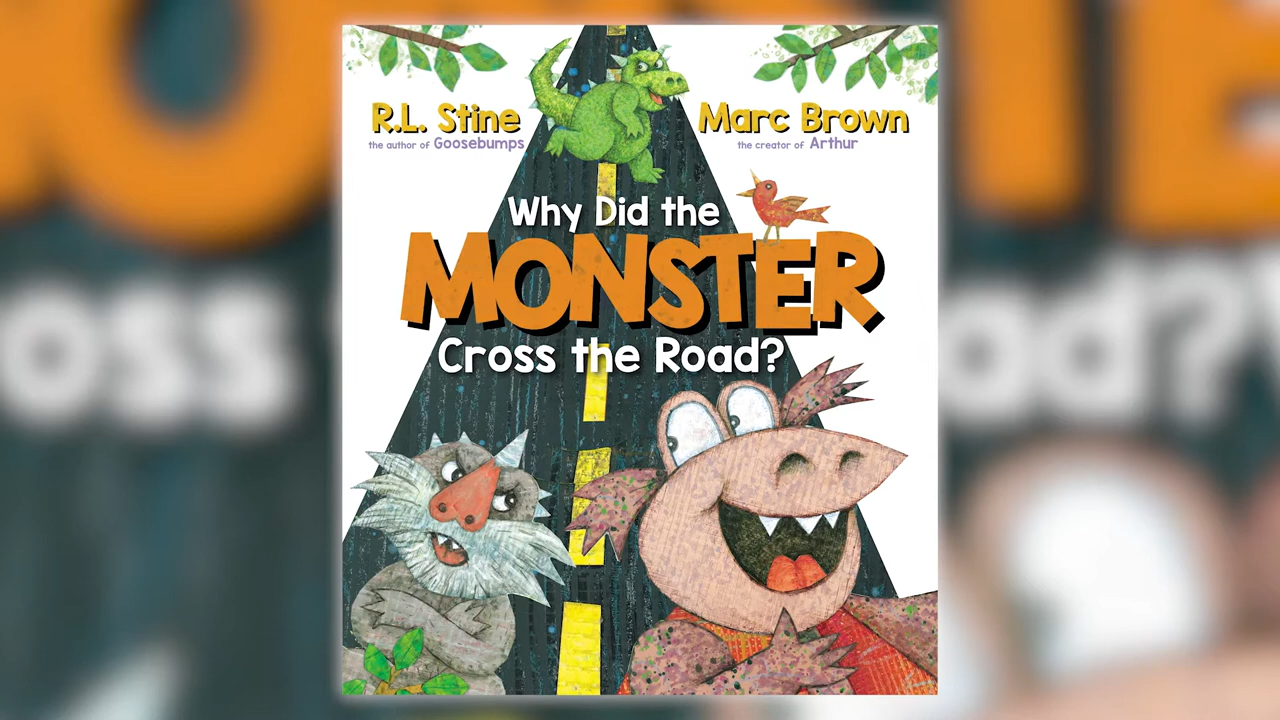 R.L. Stine
the author of Goosebumps
Marc Brown
the creator of Arthur
Why Did the
MONSTER
Cross the Road?